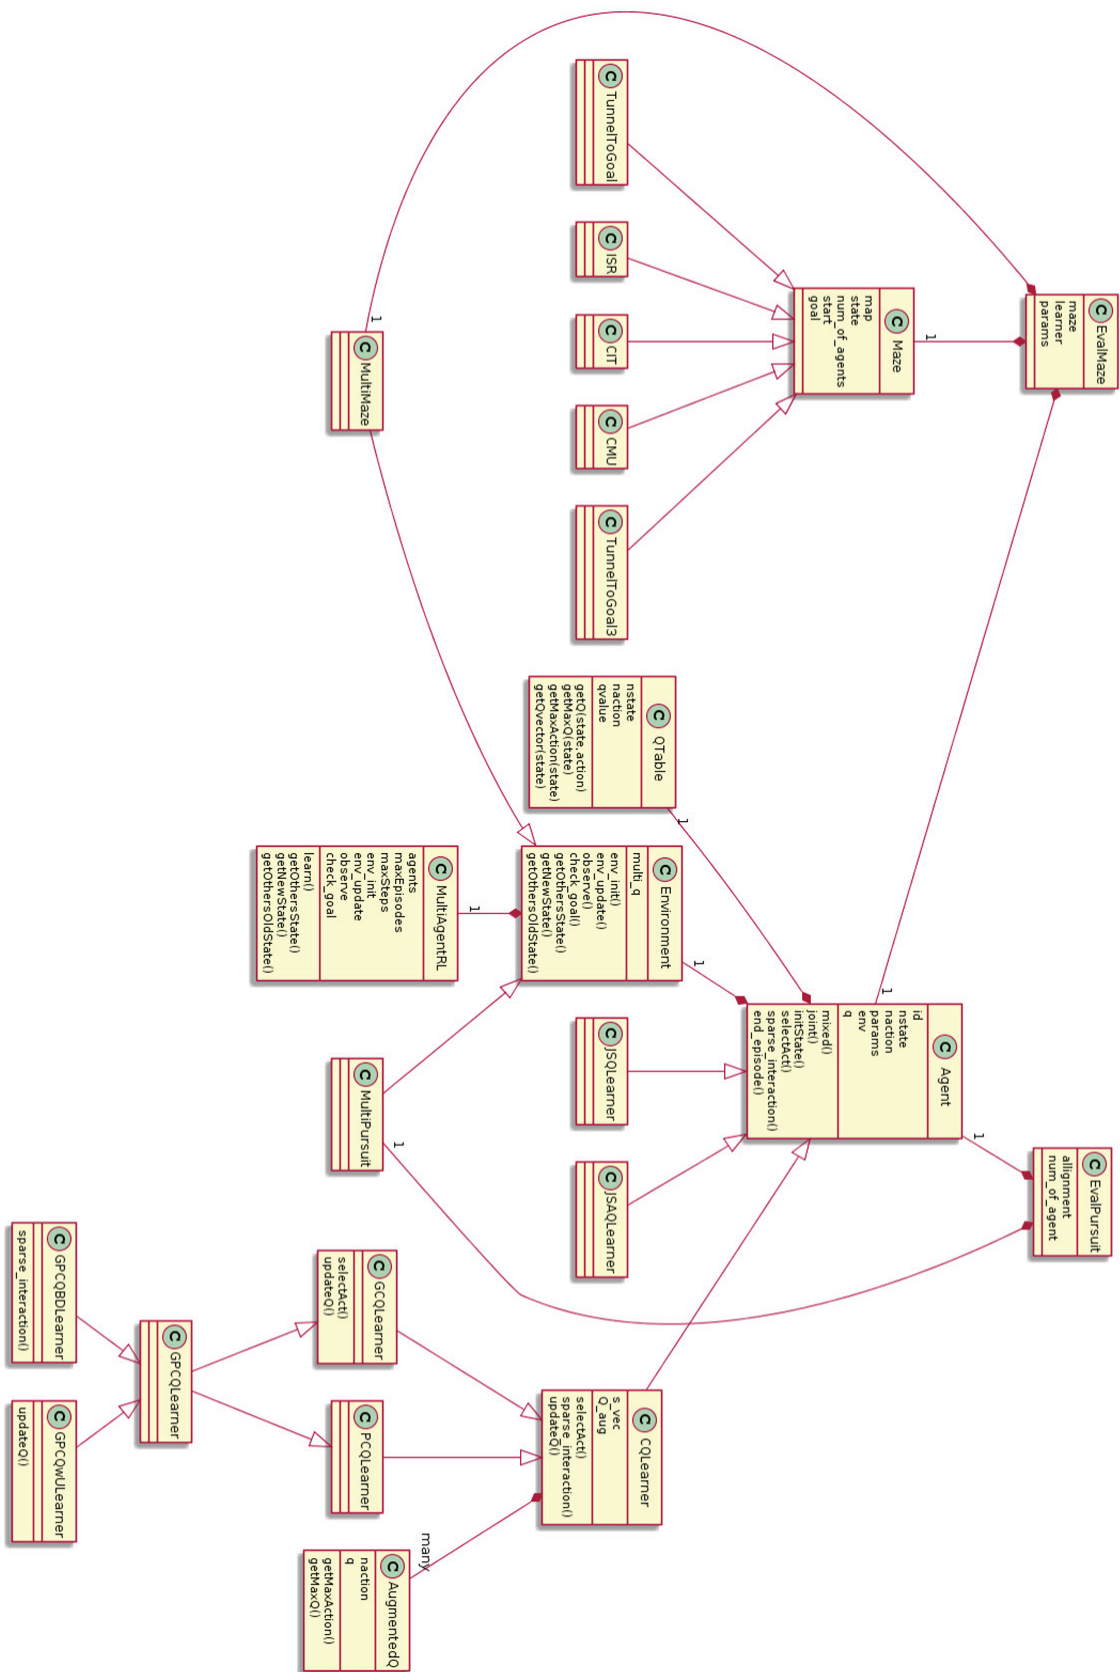 C EvalMaze
maze
learner
params
C EvalPursuit
allignment
num_of_agent
1
1
1
C Maze
map
state
num_of_agents
start
goal
C Agent
id
nstate
naction
params
env
q
mixed()
joint()
initState()
selectAct()
sparse_interaction()
end_episode()
1
1
C TunnelToGoal
C ISR
C CIT
C CMU
C TunnelToGoal3
C QTable
nstate
naction
qvalue
getQ(state,action)
getMaxQ(state)
getMaxAction(state)
getQvector(state)
C Environment
multi_q
env_init()
env_update()
observe()
check_goal()
getOthersState()
getNewState()
getOthersOldState()
C JSQLearner
C JSAQLearner
C CQLearner
s_vec
Q_aug
selectAct()
sparse_interaction()
updateQ()
1
1
1
many
C MultiMaze
C MultiAgentRL
agents
maxEpisodes
maxSteps
env_init
env_update
observe
check_goal
learn()
getOthersState()
getNewState()
getOthersOldState()
C MultiPursuit
C GCQLearner
selectAct()
updateQ()
C PCQLearner
C AugmentedQ
naction
q
getMaxAction()
getMaxQ()
C GPCQLearner
C GPCQBDLearner
sparse_interaction()
C GPCQwULearner
updateQ()